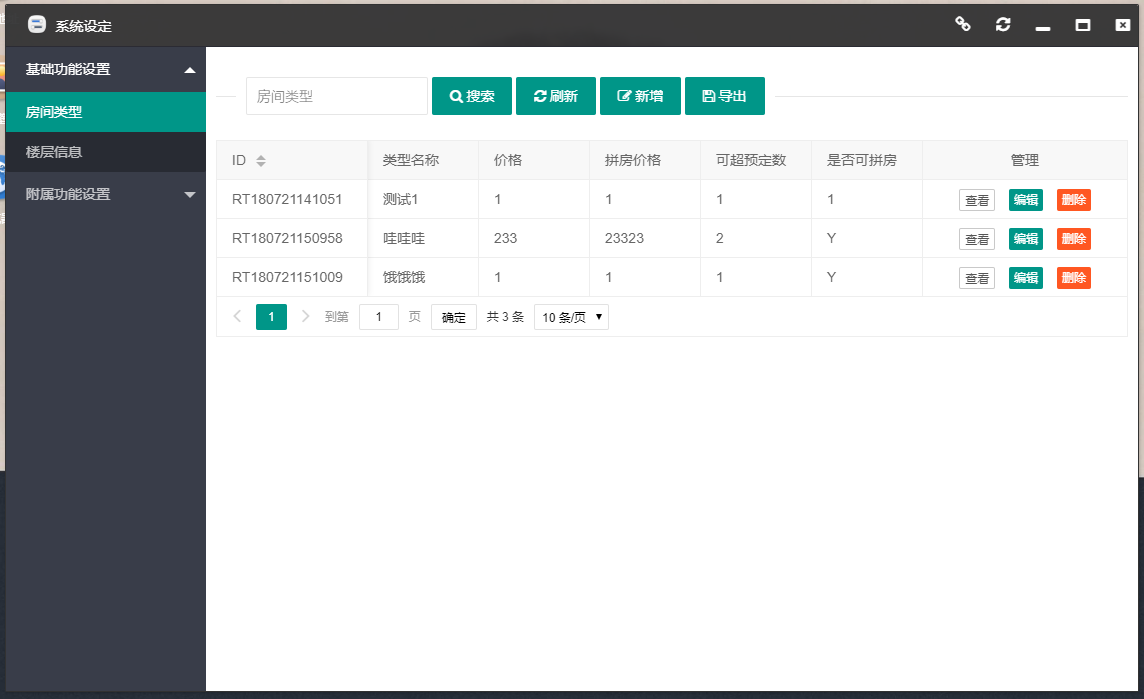 系统设定
基础功能设置
房间类型
楼层信息
附属功能设置
房间类型 搜索 刷新 新增 导出
ID 类型名称 价格 拼房价格 可超预定数 是否可拼房 管理
RT180721141051 测试1 1 1 1 1 查看 编辑 删除
RT180721150958 哇哇哇 233 23323 2 Y 查看 编辑 删除
RT180721151009 饿饿饿 1 1 1 Y 查看 编辑 删除
1 到第 1 页 确定 共 3 条 10 条/页